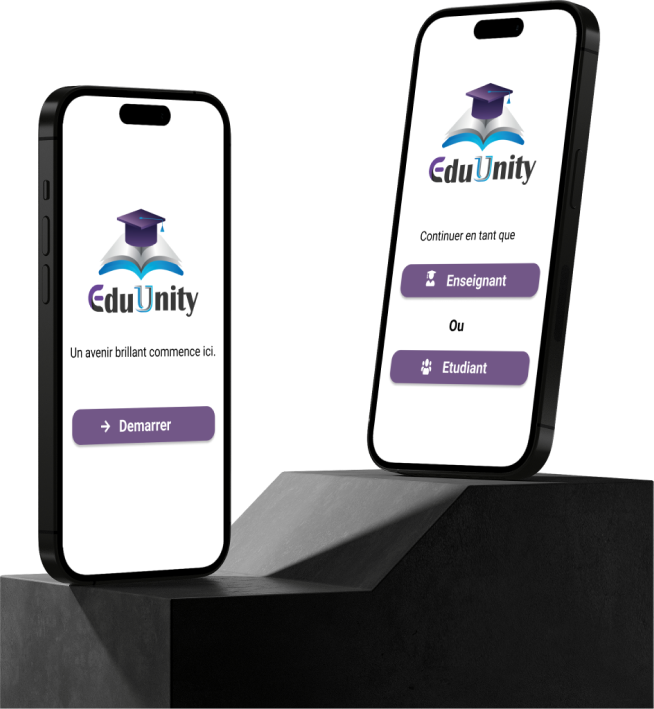 EduUnity
Un avenir brillant commence ici.
Demarrer
EduUnity
Continuer en tant que
Enseignant
Ou
Etudiant